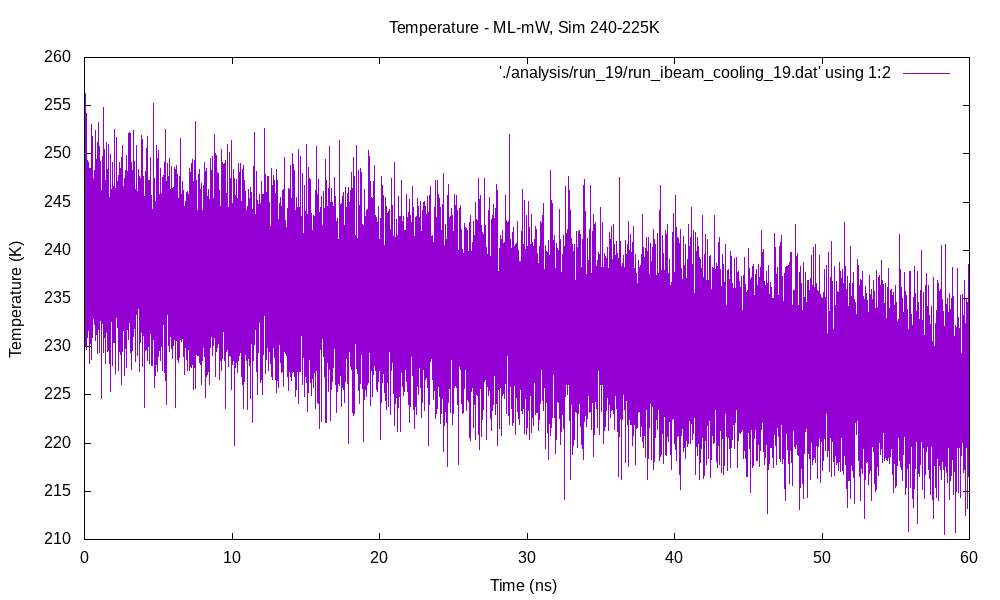 Temperature - ML-mW, Sim 240-225K
'./analysis/run_19/run_ibeam_cooling_19.dat' using 1:2
260
255
250
245
240
235
230
225
220
215
210
Temperature (K)
0 10 20 30 40 50 60
Time (ns)